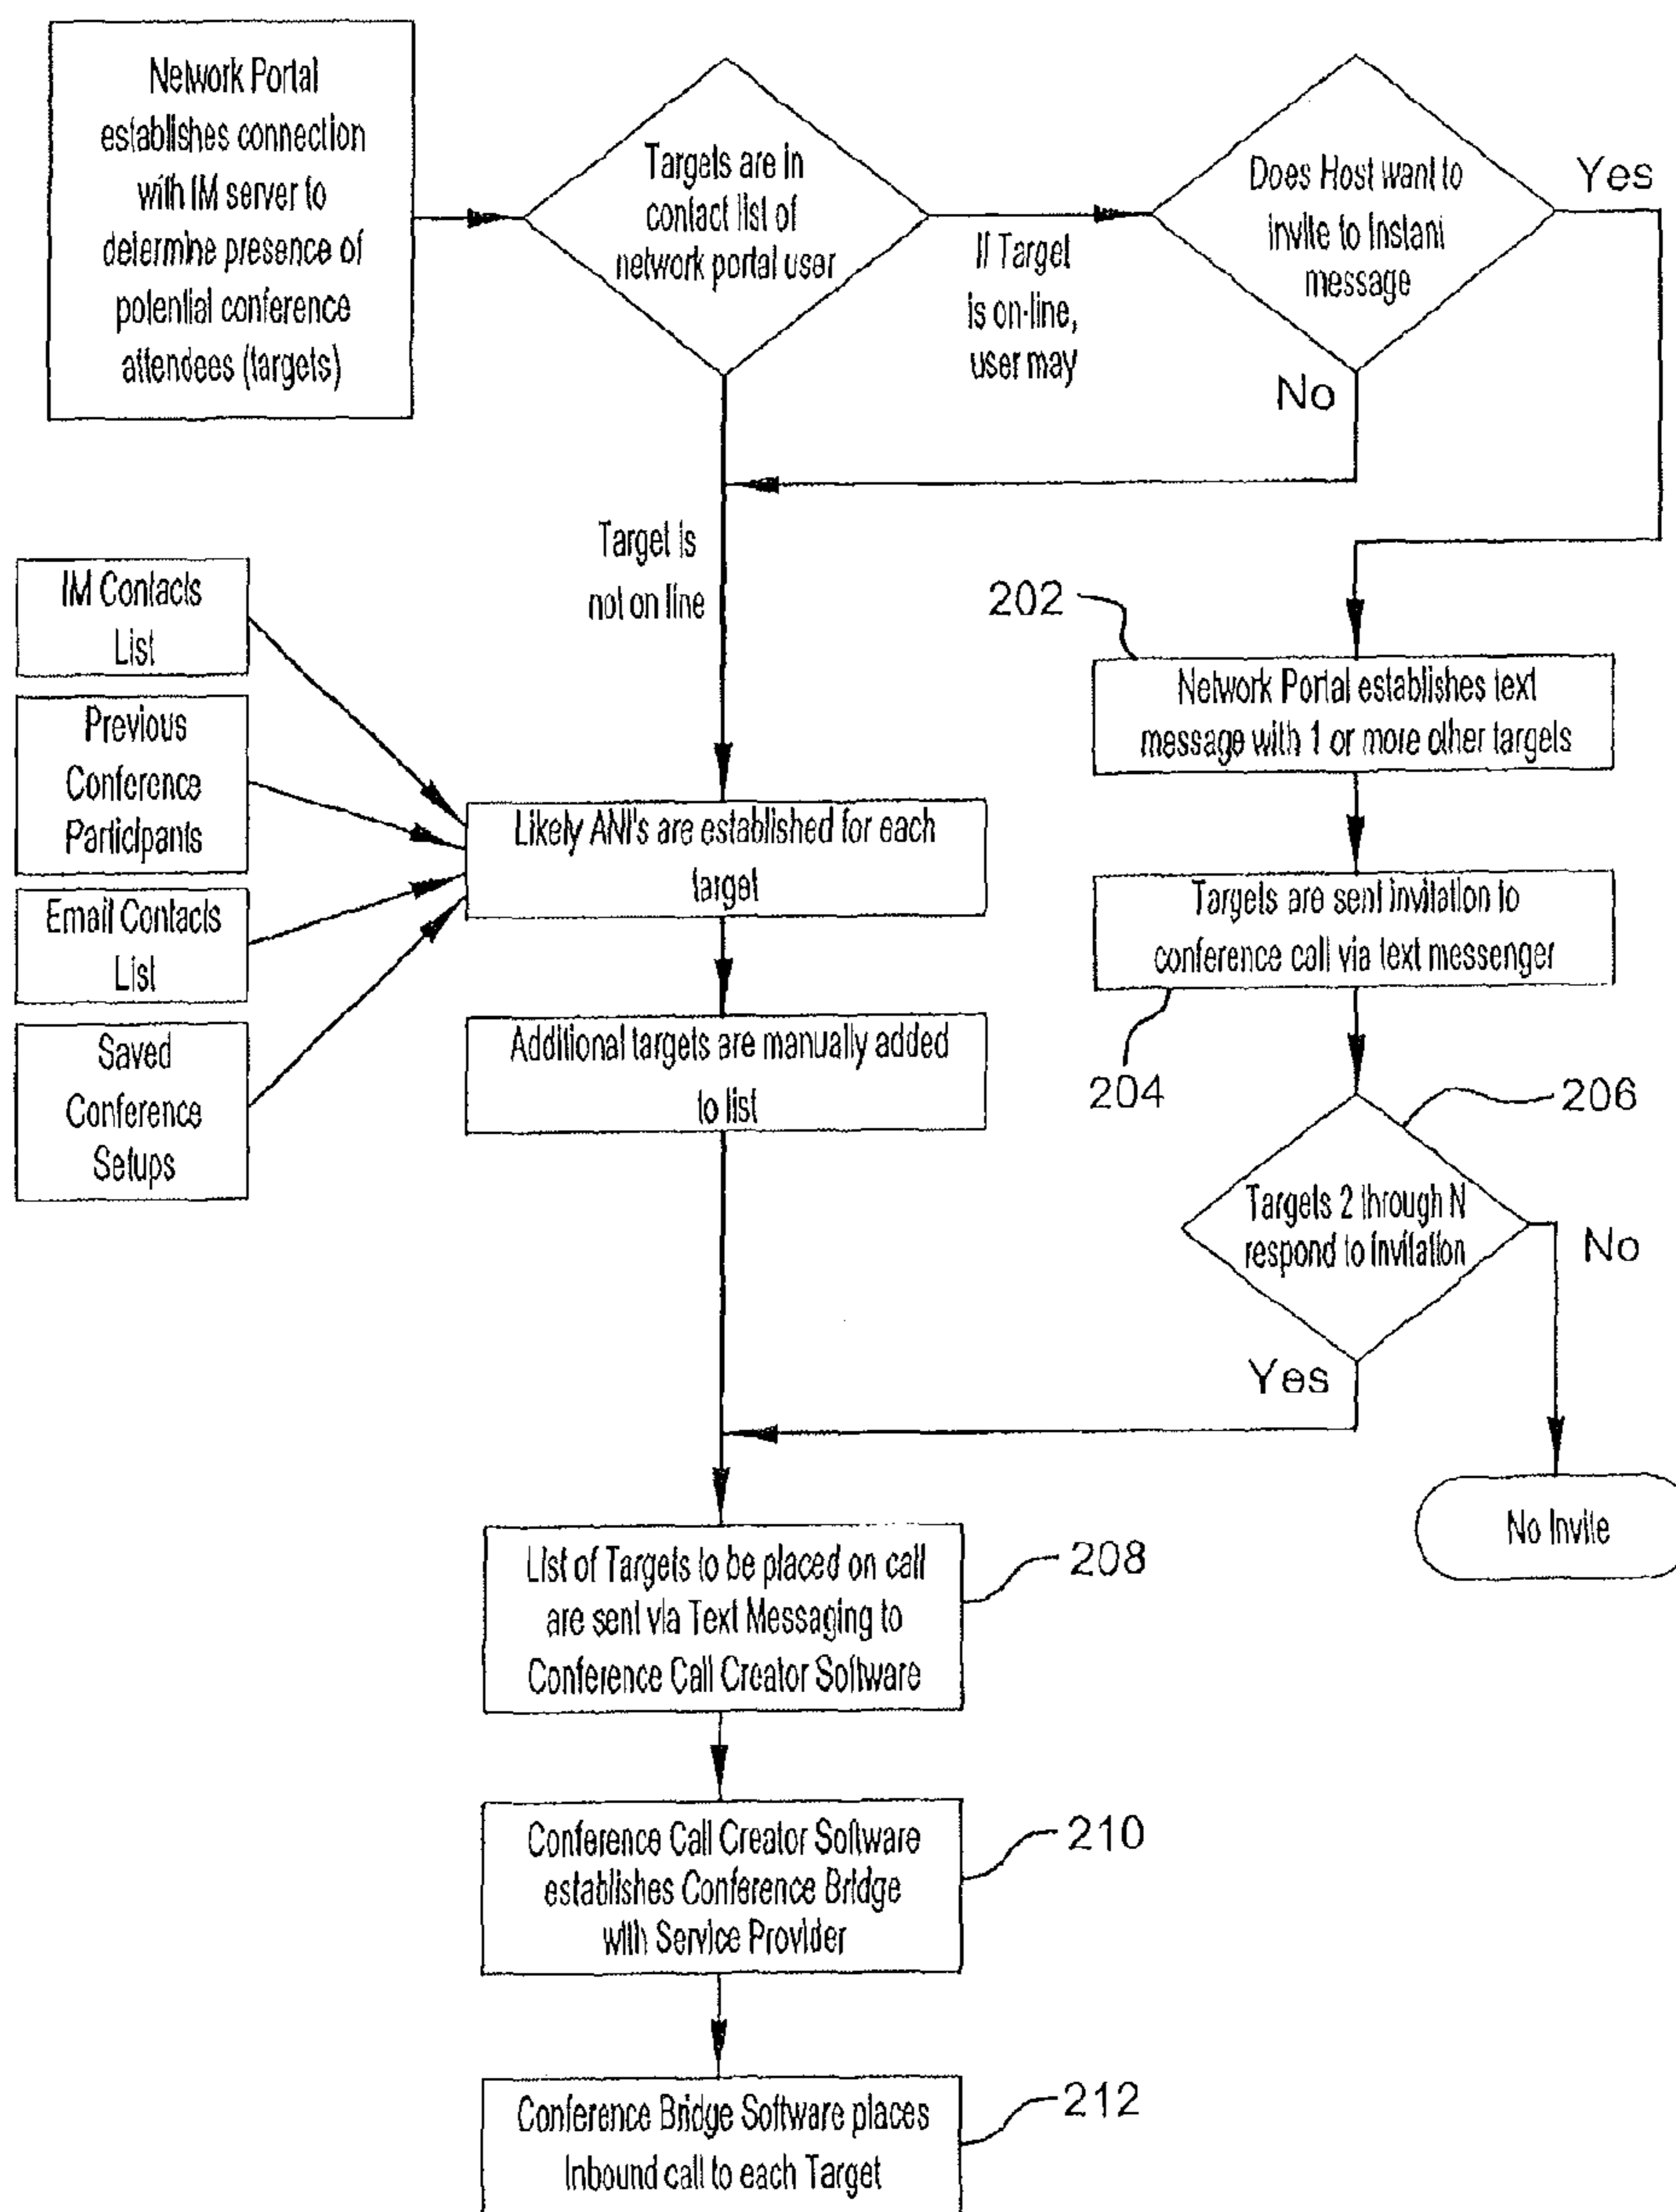 Network Portal
establishes connection
with IM server to
determine presence of
potential conference
attendees (targets)
Targets are in
contact list of
network portal user
If Target
is on-line,
user may
Does Host want to
invite to Instant
message
Yes
No
Target is
not on line
IM Contacts
List
Previous
Conference
Participants
Email Contacts
List
Saved
Conference
Setups
Likely ANI's are established for each
target
Additional targets are manually added
to list
202
Network Portal establishes text
message with 1 or more other targets
Targets are sent invitation to
conference call via text messenger
204
206
Targets 2 through N
respond to invitation
No
Yes
No Invite
List of Targets to be placed on call
are sent via Text Messaging to
Conference Call Creator Software
208
Conference Call Creator Software
establishes Conference Bridge
with Service Provider
210
Conference Bridge Software places
Inbound call to each Target
212